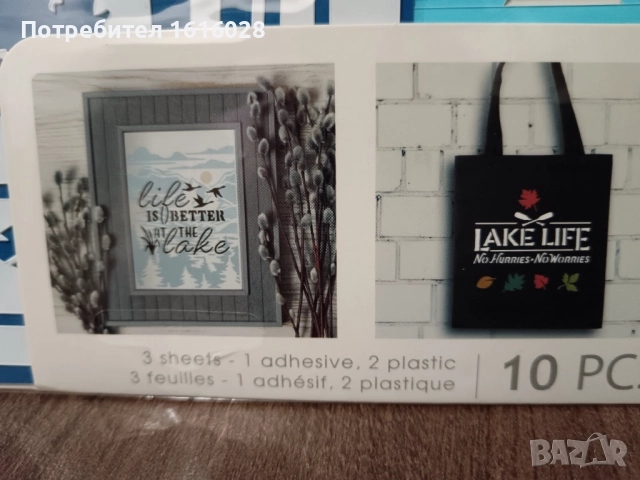 Потребител 1616028
life
IS BETTER
AT THE
lake
LAKE LIFE
NO HURRIES - NO WORRIES
3 sheets - 1 adhesive, 2 plastic
3 feuilles - 1 adhésif, 2 plastique
10 PC.
BAZAR